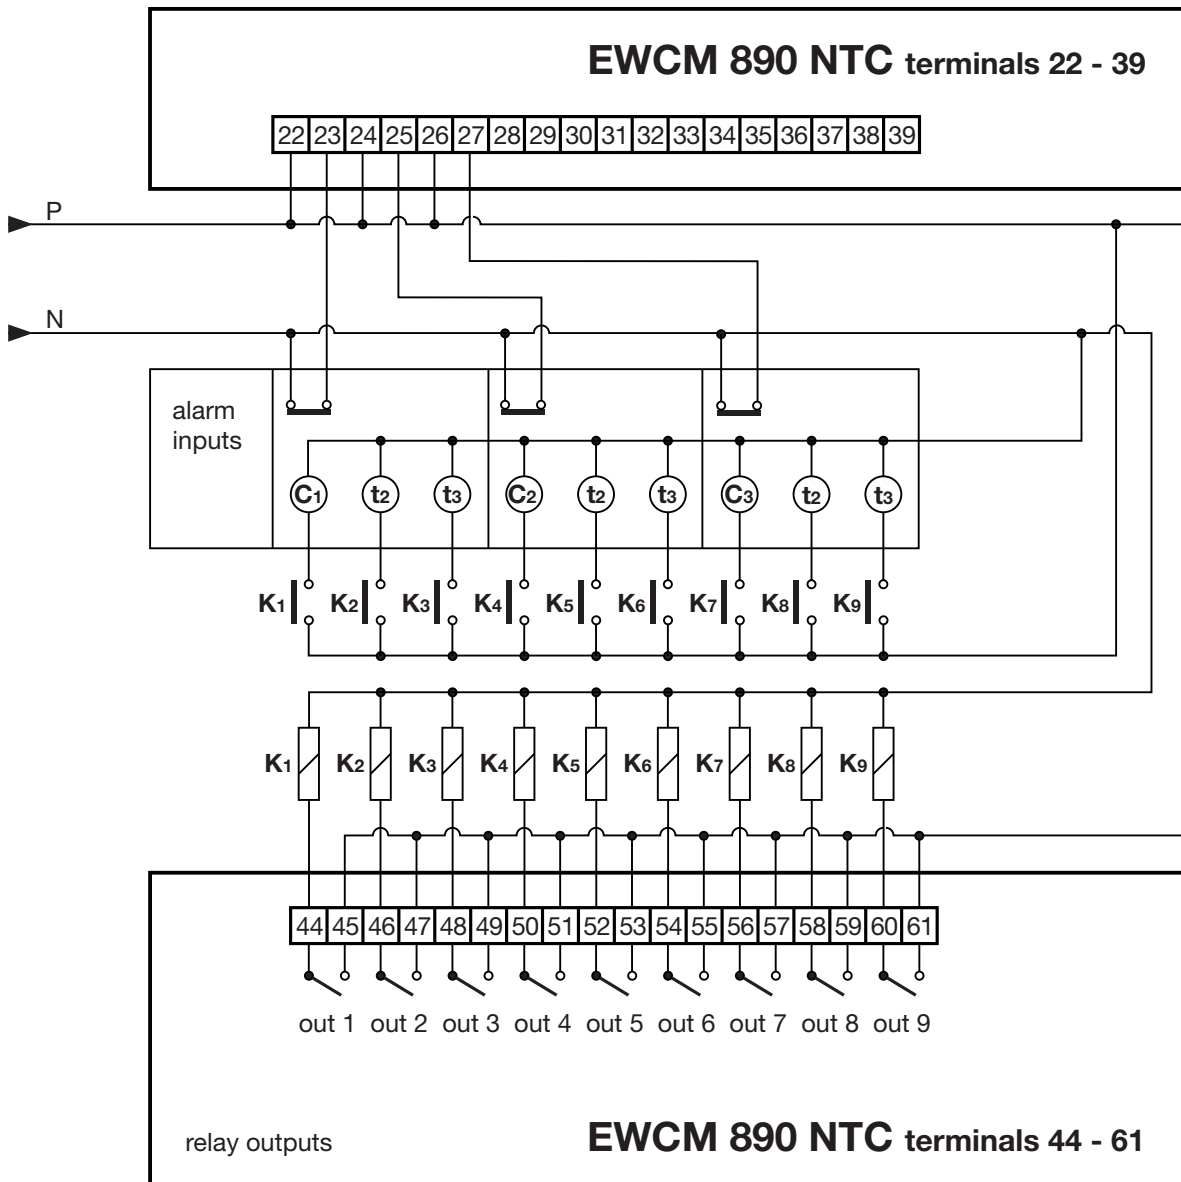 EWCM 890 NTC terminals 22 - 39
22 23 24 25 26 27 28 29 30 31 32 33 34 35 36 37 38 39
P
N
alarm
inputs
C1 t2 t3 C2 t2 t3 C3 t2 t3
K1 K2 K3 K4 K5 K6 K7 K8 K9
K1 K2 K3 K4 K5 K6 K7 K8 K9
44 45 46 47 48 49 50 51 52 53 54 55 56 57 58 59 60 61
out 1 out 2 out 3 out 4 out 5 out 6 out 7 out 8 out 9
relay outputs
EWCM 890 NTC terminals 44 - 61